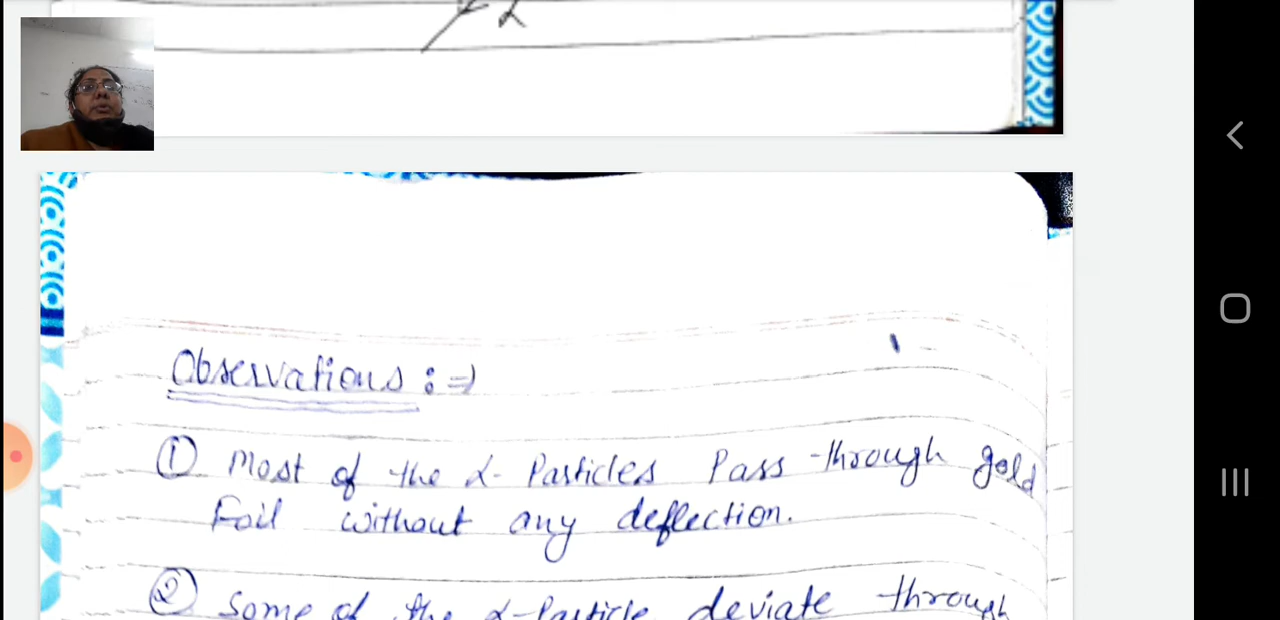 α
Observations :⇒
① Most of the α- Particles Pass through gold
Foil without any deflection.
② Some of the α-Particle deviate through